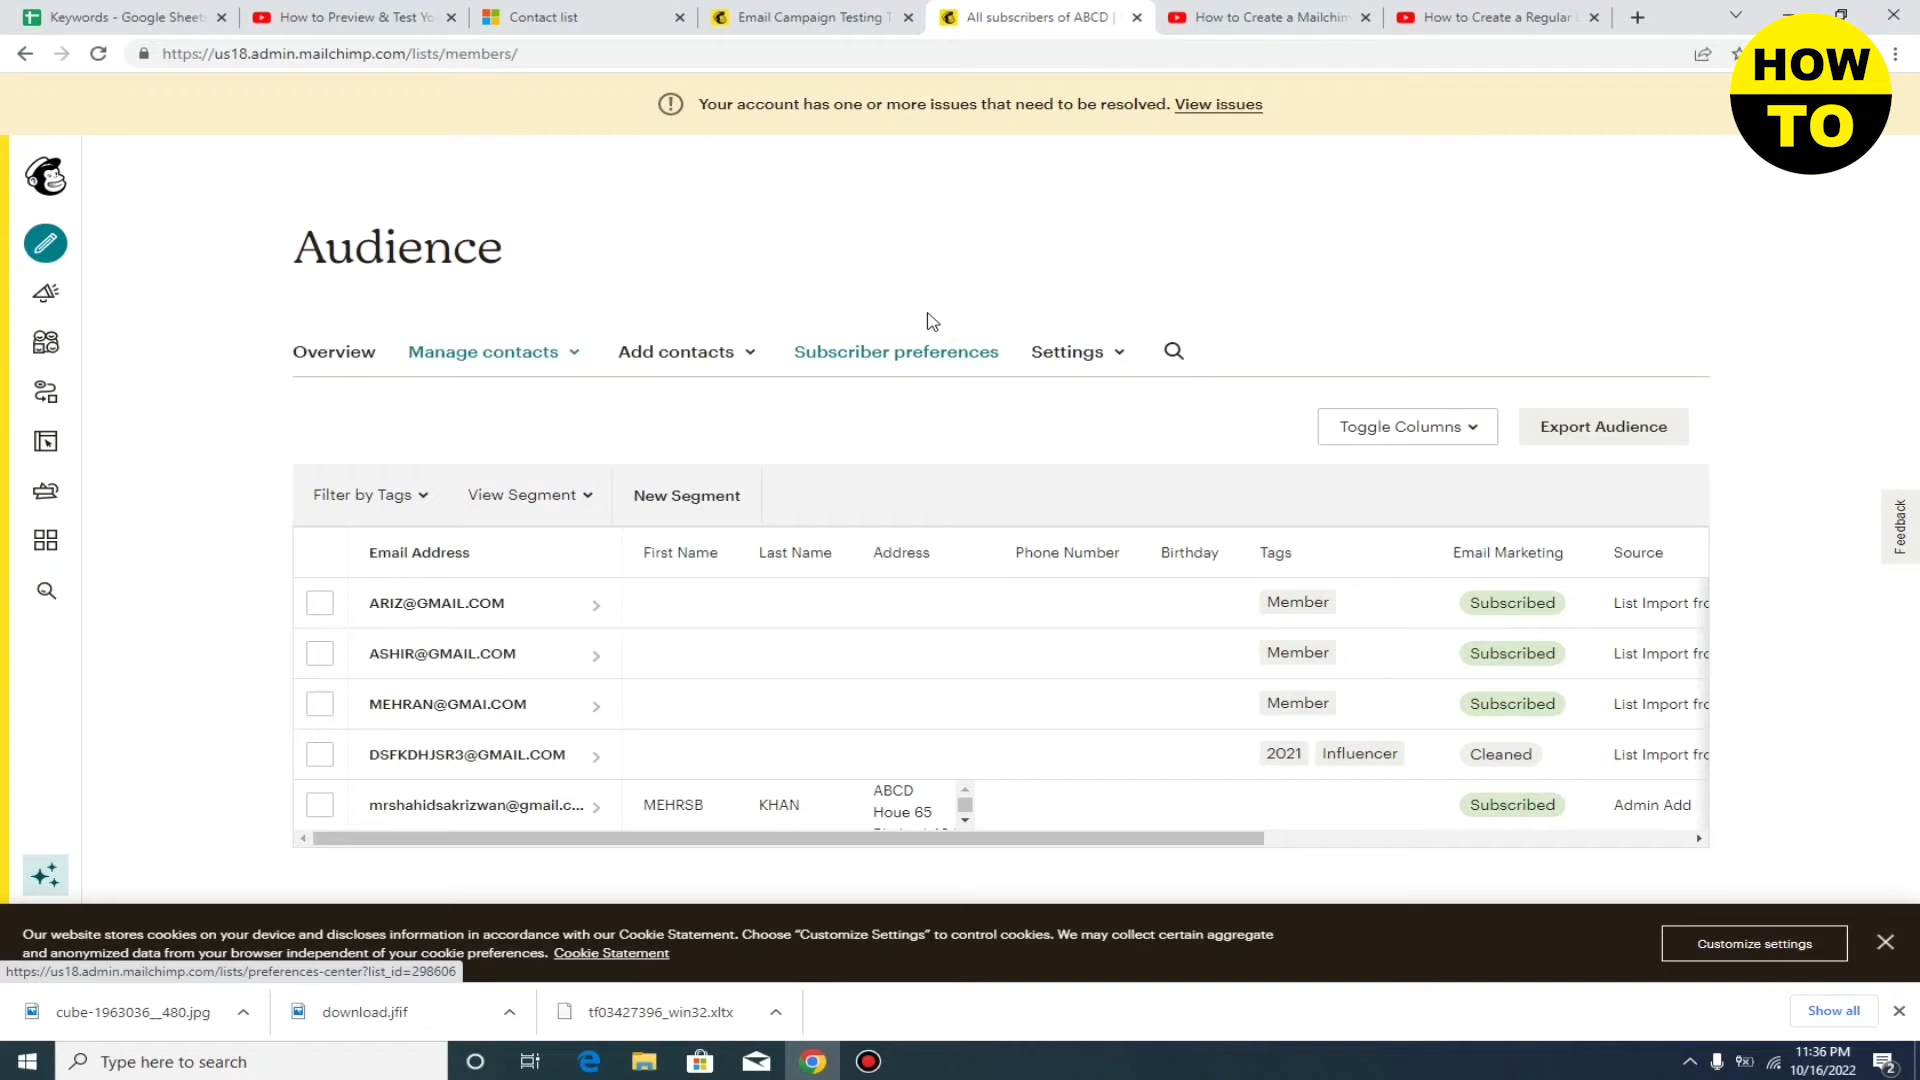 Keywords - Google Sheets
How to Preview & Test Yo
Contact list
Email Campaign Testing T
All subscribers of ABCD |
How to Create a Mailchim
How to Create a Regular
https://us18.admin.mailchimp.com/lists/members/
HOW
TO
Your account has one or more issues that need to be resolved. View issues
Audience
Overview
Manage contacts
Add contacts
Subscriber preferences
Settings
Toggle Columns
Export Audience
Filter by Tags
View Segment
New Segment
Email Address First Name Last Name Address Phone Number Birthday Tags Email Marketing Source
ARIZ@GMAIL.COM Member Subscribed List Import fro
ASHIR@GMAIL.COM Member Subscribed List Import fro
MEHRAN@GMAI.COM Member Subscribed List Import fro
DSFKDHJSR3@GMAIL.COM 2021 Influencer Cleaned List Import fro
mrshahidsakrizwan@gmail.c... MEHRSB KHAN ABCD Subscribed Admin Add
Houe 65
Feedback
Our website stores cookies on your device and discloses information in accordance with our Cookie Statement. Choose "Customize Settings" to control cookies. We may collect certain aggregate
and anonymized data from your browser independent of your cookie preferences. Cookie Statement
Customize settings
https://us18.admin.mailchimp.com/lists/preferences-center?list_id=298606
cube-1963036__480.jpg
download.jfif
tf03427396_win32.xltx
Show all
Type here to search
11:36 PM
10/16/2022
2